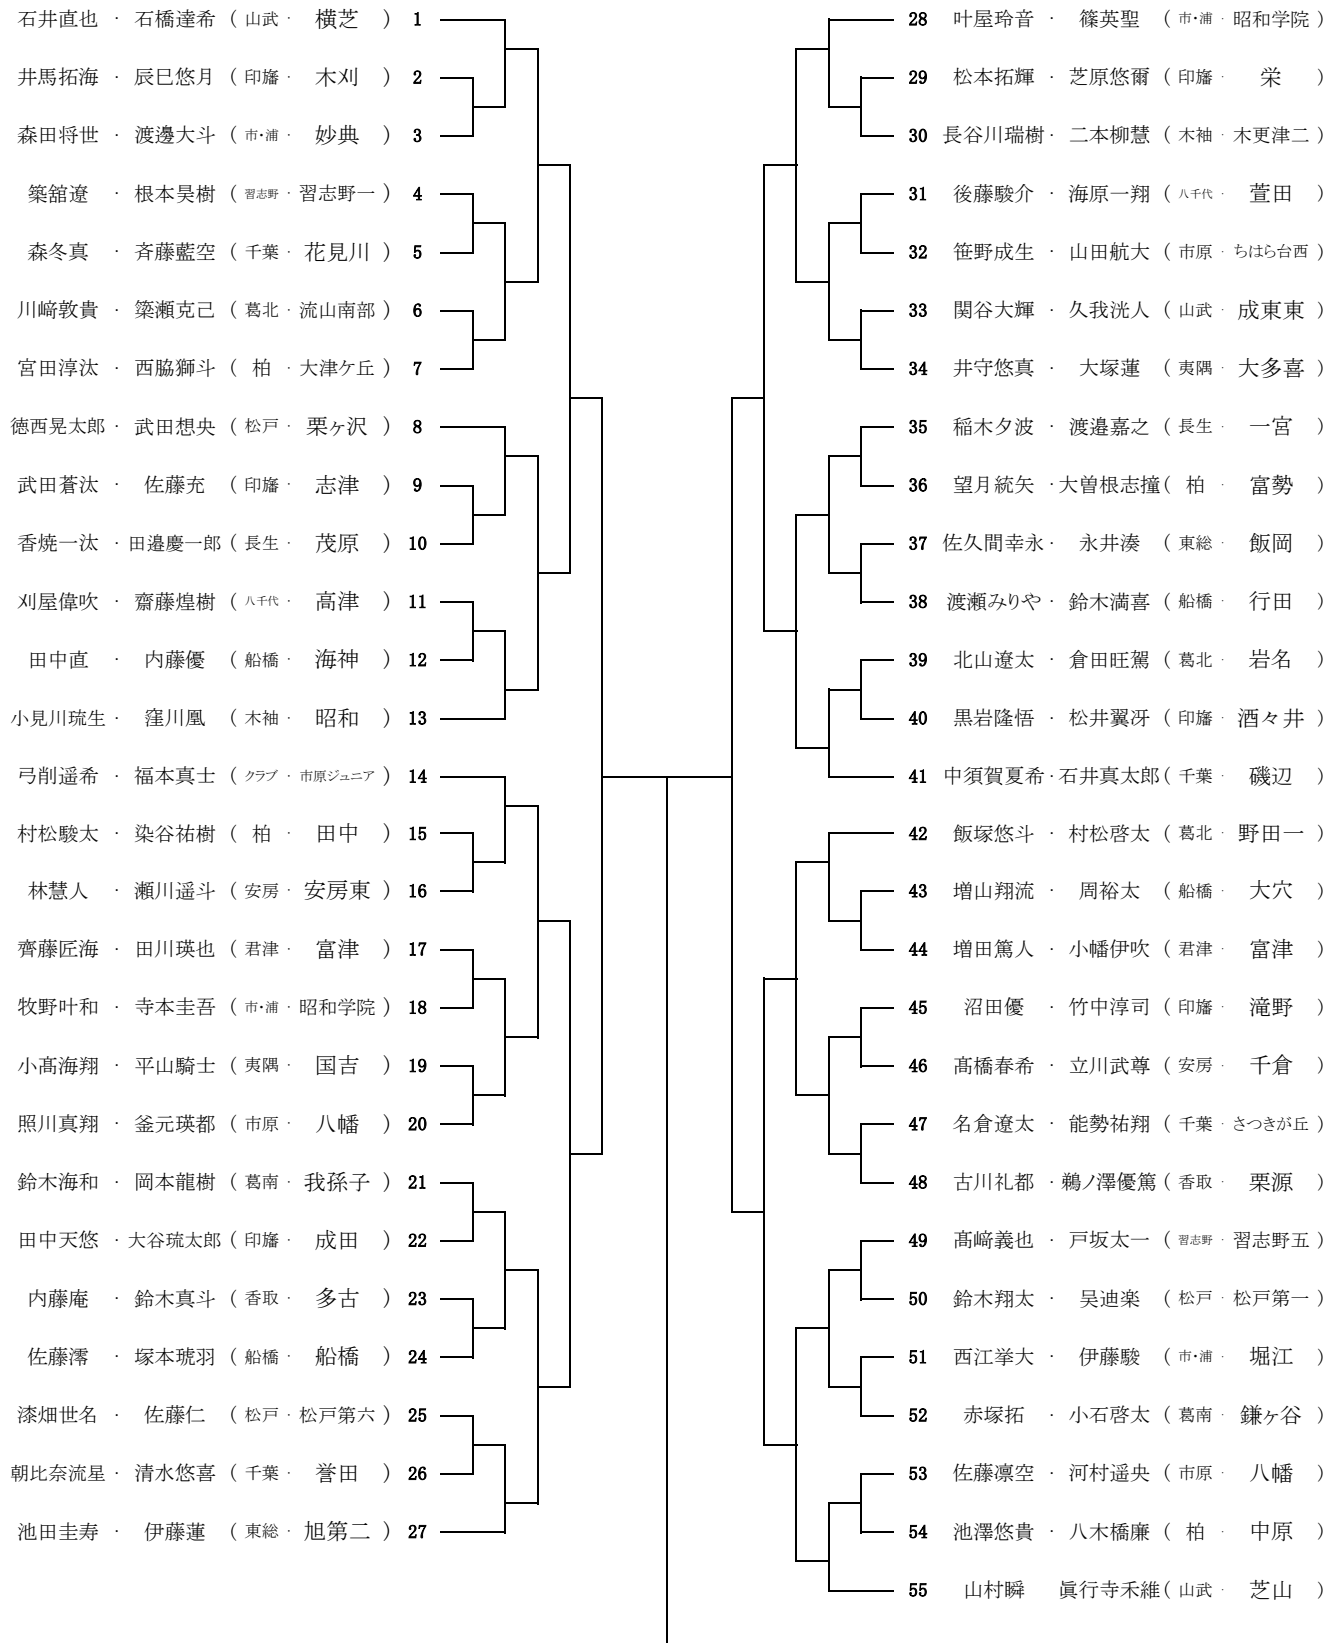 石井直也 · 石橋達希 ( 山武 · 横芝 ) 1
井馬拓海 · 辰巳悠月 ( 印旛 · 木刈 ) 2
森田将世 · 渡邊大斗 ( 市・浦 · 妙典 ) 3
築舘遼 · 根本昊樹 ( 習志野 · 習志野一 ) 4
森冬真 · 斉藤藍空 ( 千葉 · 花見川 ) 5
川﨑敦貴 · 簗瀬克己 ( 葛北 · 流山南部 ) 6
宮田淳汰 · 西脇獅斗 ( 柏 · 大津ケ丘 ) 7
徳西晃太郎 · 武田想央 ( 松戸 · 栗ヶ沢 ) 8
武田蒼汰 · 佐藤充 ( 印旛 · 志津 ) 9
香焼一汰 · 田邉慶一郎 ( 長生 · 茂原 ) 10
刈屋偉吹 · 齋藤煌樹 ( 八千代 · 高津 ) 11
田中直 · 内藤優 ( 船橋 · 海神 ) 12
小見川琉生 · 窪川凰 ( 木袖 · 昭和 ) 13
弓削遥希 · 福本真士 ( クラブ · 市原ジュニア ) 14
村松駿太 · 染谷祐樹 ( 柏 · 田中 ) 15
林慧人 · 瀬川遥斗 ( 安房 · 安房東 ) 16
齊藤匠海 · 田川瑛也 ( 君津 · 富津 ) 17
牧野叶和 · 寺本圭吾 ( 市・浦 · 昭和学院 ) 18
小髙海翔 · 平山騎士 ( 夷隅 · 国吉 ) 19
照川真翔 · 釜元瑛都 ( 市原 · 八幡 ) 20
鈴木海和 · 岡本龍樹 ( 葛南 · 我孫子 ) 21
田中天悠 · 大谷琉太郎 ( 印旛 · 成田 ) 22
内藤庵 · 鈴木真斗 ( 香取 · 多古 ) 23
佐藤澪 · 塚本琥羽 ( 船橋 · 船橋 ) 24
漆畑世名 · 佐藤仁 ( 松戸 · 松戸第六 ) 25
朝比奈流星 · 清水悠喜 ( 千葉 · 誉田 ) 26
池田圭寿 · 伊藤蓮 ( 東総 · 旭第二 ) 27
28 叶屋玲音 · 篠英聖 ( 市・浦 · 昭和学院 )
29 松本拓輝 · 芝原悠爾 ( 印旛 · 栄 )
30 長谷川瑞樹 · 二本柳慧 ( 木袖 · 木更津二 )
31 後藤駿介 · 海原一翔 ( 八千代 · 萱田 )
32 笹野成生 · 山田航大 ( 市原 · ちはら台西 )
33 関谷大輝 · 久我洸人 ( 山武 · 成東東 )
34 井守悠真 · 大塚蓮 ( 夷隅 · 大多喜 )
35 稲木夕波 · 渡邉嘉之 ( 長生 · 一宮 )
36 望月統矢 · 大曽根志撞 ( 柏 · 富勢 )
37 佐久間幸永 · 永井湊 ( 東総 · 飯岡 )
38 渡瀬みりや · 鈴木満喜 ( 船橋 · 行田 )
39 北山遼太 · 倉田旺駕 ( 葛北 · 岩名 )
40 黒岩隆悟 · 松井翼冴 ( 印旛 · 酒々井 )
41 中須賀夏希 · 石井真太郎 ( 千葉 · 磯辺 )
42 飯塚悠斗 · 村松啓太 ( 葛北 · 野田一 )
43 増山翔流 · 周裕太 ( 船橋 · 大穴 )
44 増田篤人 · 小幡伊吹 ( 君津 · 富津 )
45 沼田優 · 竹中淳司 ( 印旛 · 滝野 )
46 髙橋春希 · 立川武尊 ( 安房 · 千倉 )
47 名倉遼太 · 能勢祐翔 ( 千葉 · さつきが丘 )
48 古川礼都 · 鵜ノ澤優篤 ( 香取 · 栗源 )
49 髙﨑義也 · 戸坂太一 ( 習志野 · 習志野五 )
50 鈴木翔太 · 吴迪楽 ( 松戸 · 松戸第一 )
51 西江挙大 · 伊藤駿 ( 市・浦 · 堀江 )
52 赤塚拓 · 小石啓太 ( 葛南 · 鎌ヶ谷 )
53 佐藤凛空 · 河村遥央 ( 市原 · 八幡 )
54 池澤悠貴 · 八木橋廉 ( 柏 · 中原 )
55 山村瞬 眞行寺禾維 ( 山武 · 芝山 )